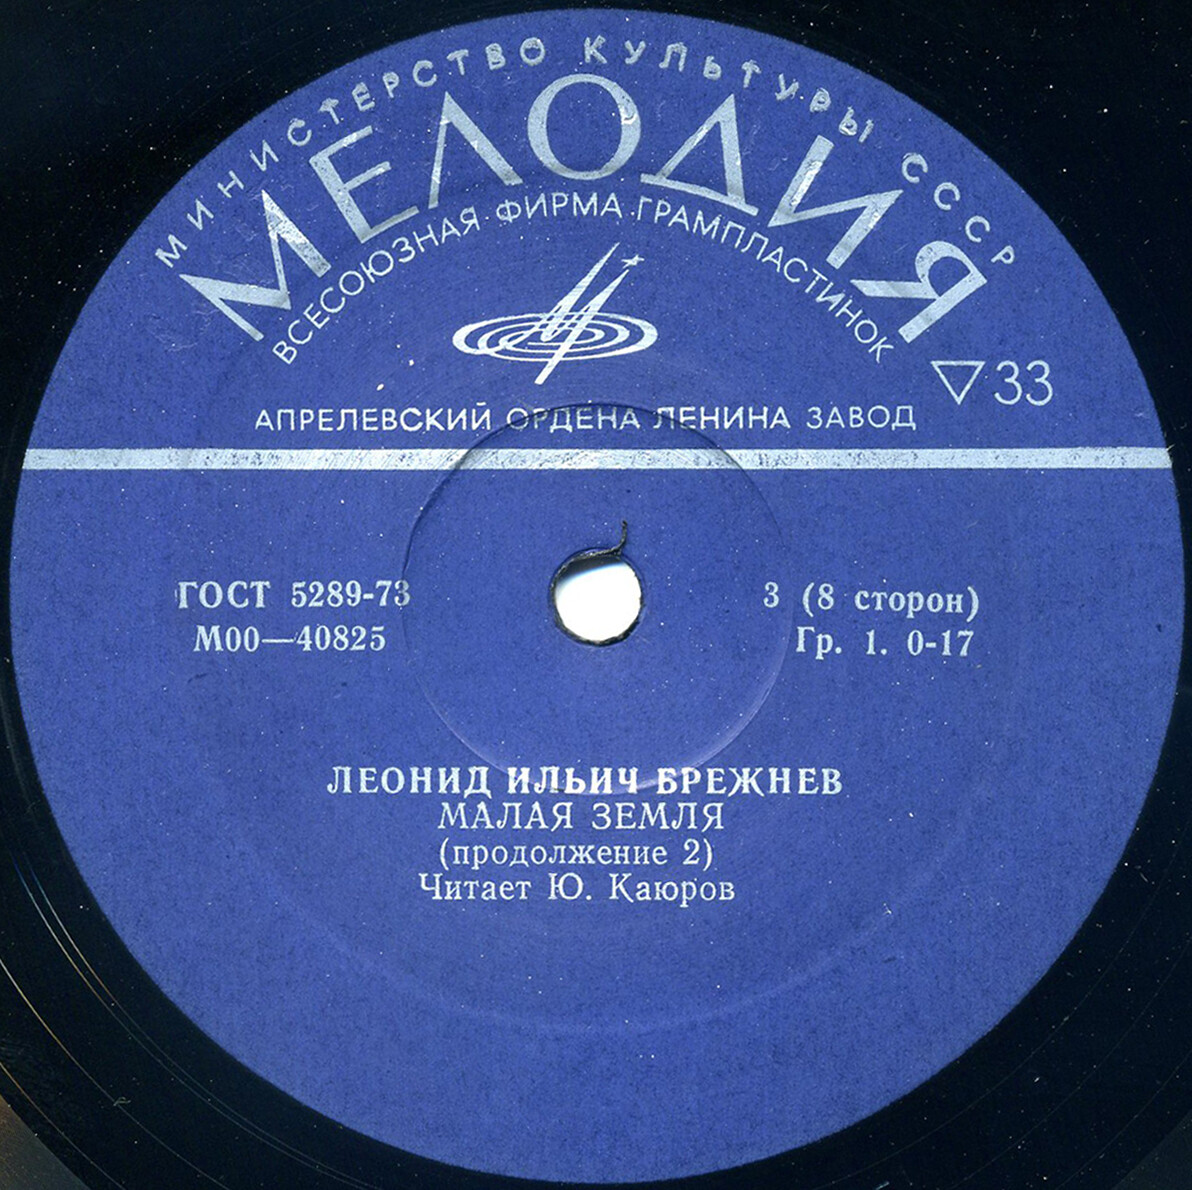 МИНИСТЕРСТВО КУЛЬТУРЫ СССР
МЕЛОДИЯ
ВСЕСОЮЗНАЯ ФИРМА ГРАМПЛАСТИНОК
33
АПРЕЛЕВСКИЙ ОРДЕНА ЛЕНИНА ЗАВОД
ГОСТ 5289-73
М00—40825
3 (8 сторон)
Гр. 1. 0-17
ЛЕОНИД ИЛЬИЧ БРЕЖНЕВ
МАЛАЯ ЗЕМЛЯ
(продолжение 2)
Читает Ю. Каюров